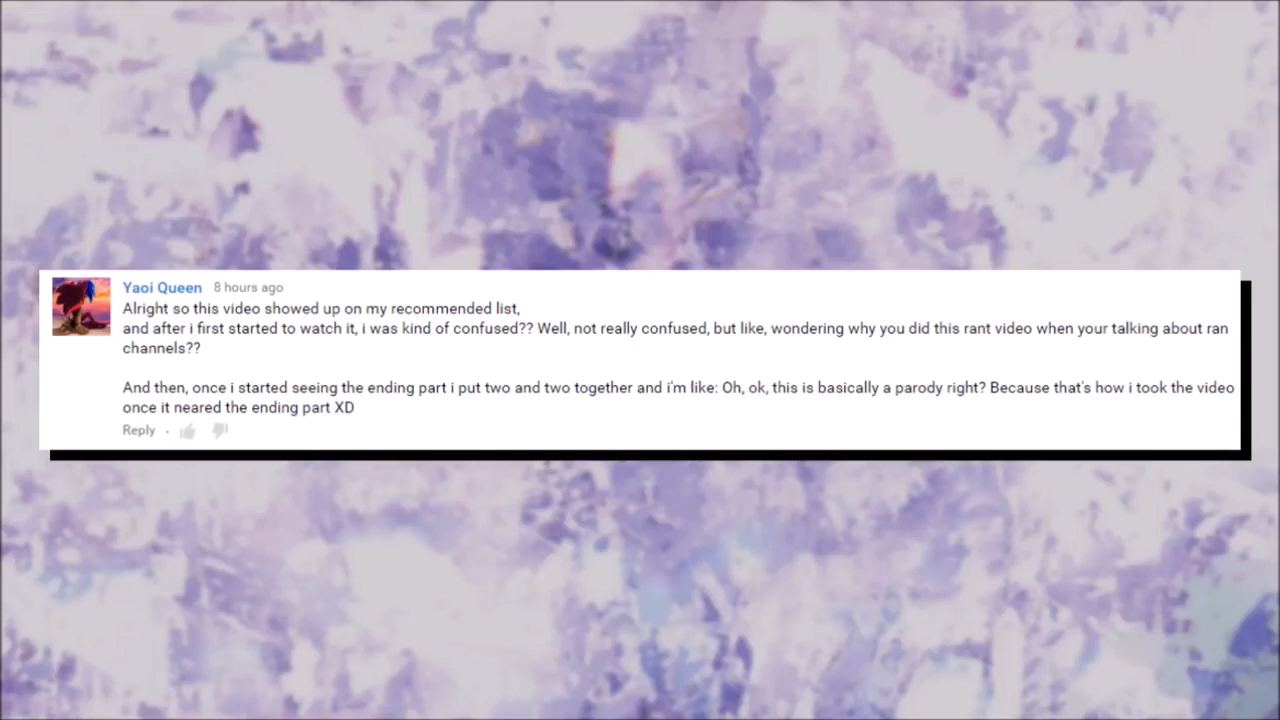 Yaoi Queen 8 hours ago
Alright so this video showed up on my recommended list,
and after i first started to watch it, i was kind of confused?? Well, not really confused, but like, wondering why you did this rant video when your talking about ran
channels??
And then, once i started seeing the ending part i put two and two together and i'm like: Oh, ok, this is basically a parody right? Because that's how i took the video
once it neared the ending part XD
Reply ·